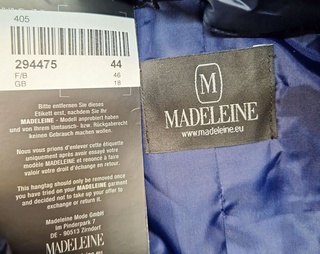 405
294475 44
F/B 46
GB 18
Bitte entfernen Sie dieses
Etikett erst, nachdem Sie das
MADELEINE - Modell anprobiert haben
und von Ihrem Umtausch- bzw. Rückgaberecht
keinen Gebrauch machen wollen.
Nous vous prions d'enlever cette étiquette
uniquement après avoir essayé votre
modèle MADELEINE et renoncé à faire
valoir votre droit d'échange en retour.
This hangtag should only be removed once
you have tried on your MADELEINE garment
and decided not to take up our offer to
exchange or return it.
Madeleine Mode GmbH
Im Pinderpark 7
DE - 90513 Zirndorf
MADELEINE
M
MADELEINE
www.madeleine.eu